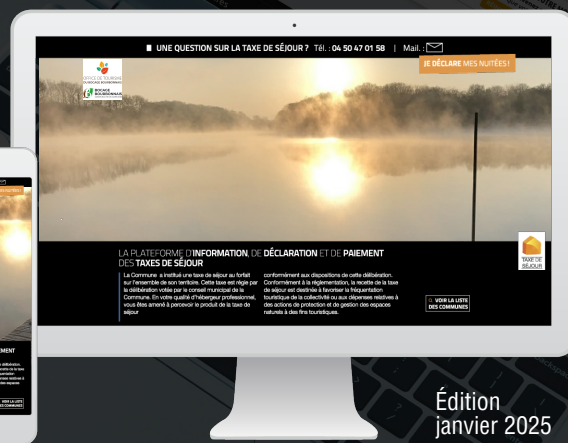 UNE QUESTION SUR LA TAXE DE SÉJOUR ? Tél. : 04 50 47 01 58 | Mail. :
JE DÉCLARE MES NUITÉES !
OFFICE DE TOURISME
DU BOCAGE BOURBONNAIS
BOCAGE
BOURBONNAIS
LA PLATEFORME D'INFORMATION, DE DÉCLARATION ET DE PAIEMENT
DES TAXES DE SÉJOUR
La Commune a institué une taxe de séjour au forfait
sur l'ensemble de son territoire. Cette taxe est régie par
la délibération votée par le conseil municipal de la
Commune. En votre qualité d'hébergeur professionnel,
vous êtes amené à percevoir le produit de la taxe de
séjour
conformément aux dispositions de cette délibération.
Conformément à la réglementation, la recette de la taxe
de séjour est destinée à favoriser la fréquentation
touristique de la collectivité ou aux dépenses relatives à
des actions de protection et de gestion des espaces
naturels à des fins touristiques.
TAXE DE
SÉJOUR
VOIR LA LISTE
DES COMMUNES
Édition
janvier 2025